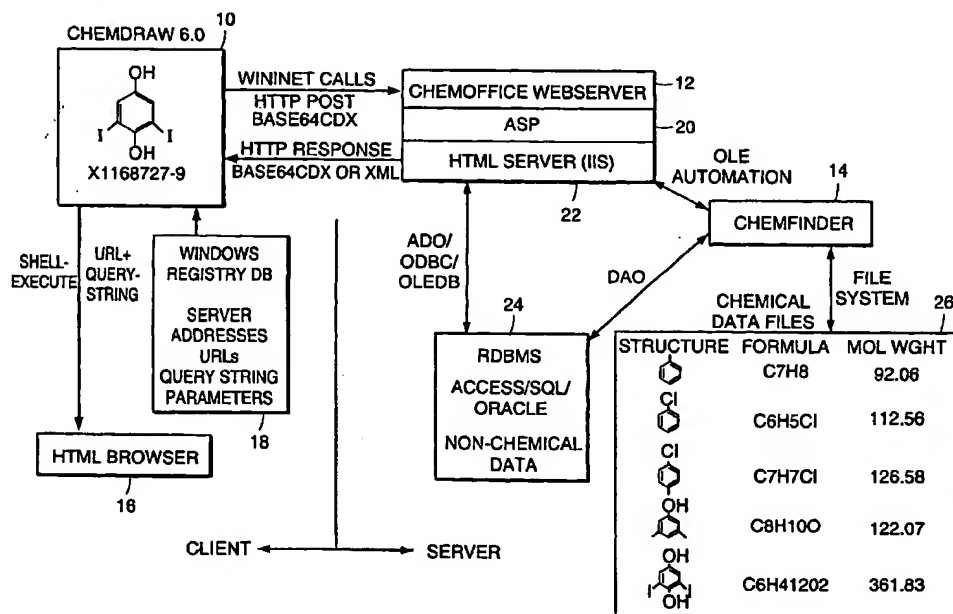 CHEMDRAW 6.0
10
OH
I I
OH
X1168727-9
WININET CALLS
HTTP POST
BASE64CDX
HTTP RESPONSE
BASE64CDX OR XML
CHEMOFFICE WEBSERVER
12
ASP
20
HTML SERVER (IIS)
22
OLE
AUTOMATION
14
CHEMFINDER
SHELL-
EXECUTE
URL+
QUERY-
STRING
WINDOWS
REGISTRY DB
SERVER
ADDRESSES
URLs
QUERY STRING
PARAMETERS
18
HTML BROWSER
16
ADO/
ODBC/
OLEDB
DAO
FILE
SYSTEM
24
RDBMS
ACCESS/SQL/
ORACLE
NON-CHEMICAL
DATA
CHEMICAL
DATA FILES
26
STRUCTURE FORMULA MOL WGHT
C7H8 92.06
Cl
C6H5Cl 112.56
Cl
C7H7Cl 126.58
OH
C8H10O 122.07
OH
I I
OH
C6H41202 361.83
CLIENT
SERVER